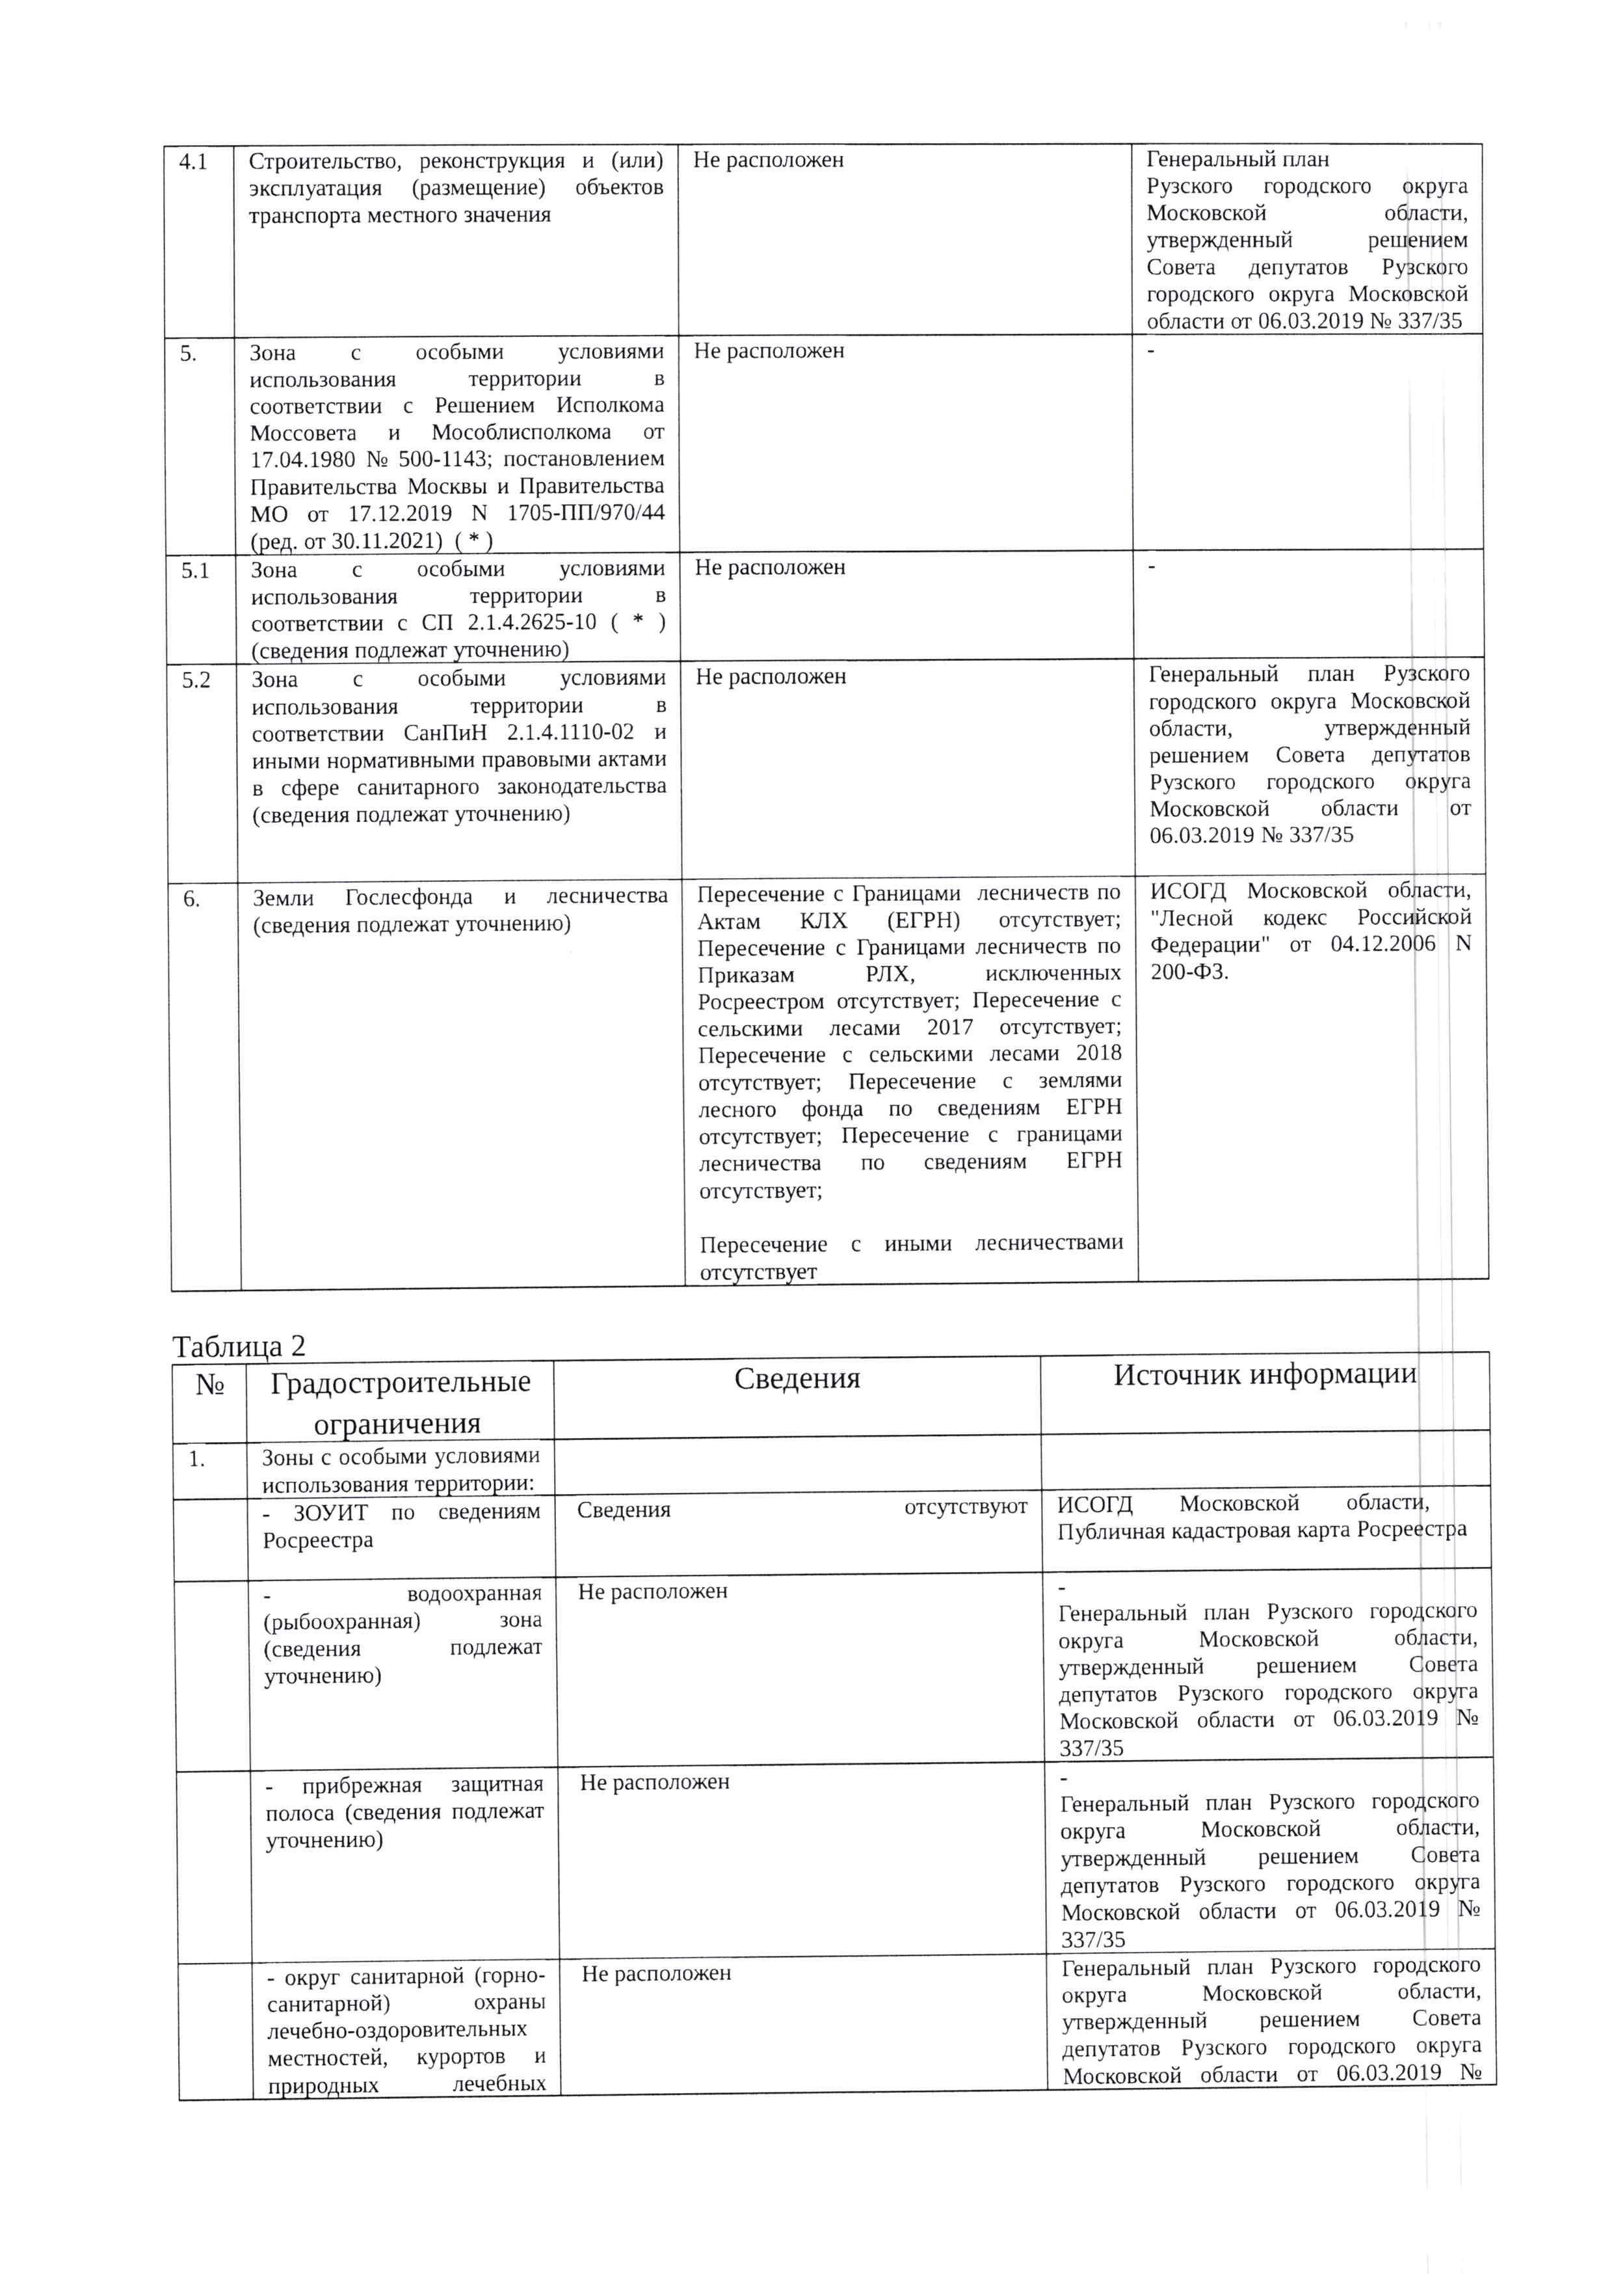 4.1
Строительство, реконструкция и (или)
эксплуатация (размещение) объектов
транспорта местного значения
Не расположен
Генеральный план
Рузского городского округа
Московской области,
утвержденный решением
Совета депутатов Рузского
городского округа Московской
области от 06.03.2019 № 337/35
5.
Зона с особыми условиями
использования территории в
соответствии с Решением Исполкома
Моссовета и Мособлисполкома от
17.04.1980 № 500-1143; постановлением
Правительства Москвы и Правительства
МО от 17.12.2019 N 1705-ПП/970/44
(ред. от 30.11.2021) ( * )
Не расположен
-
5.1
Зона с особыми условиями
использования территории в
соответствии с СП 2.1.4.2625-10 ( * )
(сведения подлежат уточнению)
Не расположен
-
5.2
Зона с особыми условиями
использования территории в
соответствии СанПиН 2.1.4.1110-02 и
иными нормативными правовыми актами
в сфере санитарного законодательства
(сведения подлежат уточнению)
Не расположен
Генеральный план Рузского
городского округа Московской
области, утвержденный
решением Совета депутатов
Рузского городского округа
Московской области от
06.03.2019 № 337/35
6.
Земли Гослесфонда и лесничества
(сведения подлежат уточнению)
Пересечение с Границами лесничеств по
Актам КЛХ (ЕГРН) отсутствует;
Пересечение с Границами лесничеств по
Приказам РЛХ, исключенных
Росреестром отсутствует; Пересечение с
сельскими лесами 2017 отсутствует;
Пересечение с сельскими лесами 2018
отсутствует; Пересечение с землями
лесного фонда по сведениям ЕГРН
отсутствует; Пересечение с границами
лесничества по сведениям ЕГРН
отсутствует;
Пересечение с иными лесничествами
отсутствует
ИСОГД Московской области,
"Лесной кодекс Российской
Федерации" от 04.12.2006 N
200-ФЗ.
Таблица 2
№
Градостроительные
ограничения
Сведения
Источник информации
1.
Зоны с особыми условиями
использования территории:
- ЗОУИТ по сведениям
Росреестра
Сведения отсутствуют
ИСОГД Московской области,
Публичная кадастровая карта Росреестра
- водоохранная
(рыбоохранная) зона
(сведения подлежат
уточнению)
Не расположен
-
Генеральный план Рузского городского
округа Московской области,
утвержденный решением Совета
депутатов Рузского городского округа
Московской области от 06.03.2019 №
337/35
- прибрежная защитная
полоса (сведения подлежат
уточнению)
Не расположен
-
Генеральный план Рузского городского
округа Московской области,
утвержденный решением Совета
депутатов Рузского городского округа
Московской области от 06.03.2019 №
337/35
- округ санитарной (горно-
санитарной) охраны
лечебно-оздоровительных
местностей, курортов и
природных лечебных
Не расположен
Генеральный план Рузского городского
округа Московской области,
утвержденный решением Совета
депутатов Рузского городского округа
Московской области от 06.03.2019 №